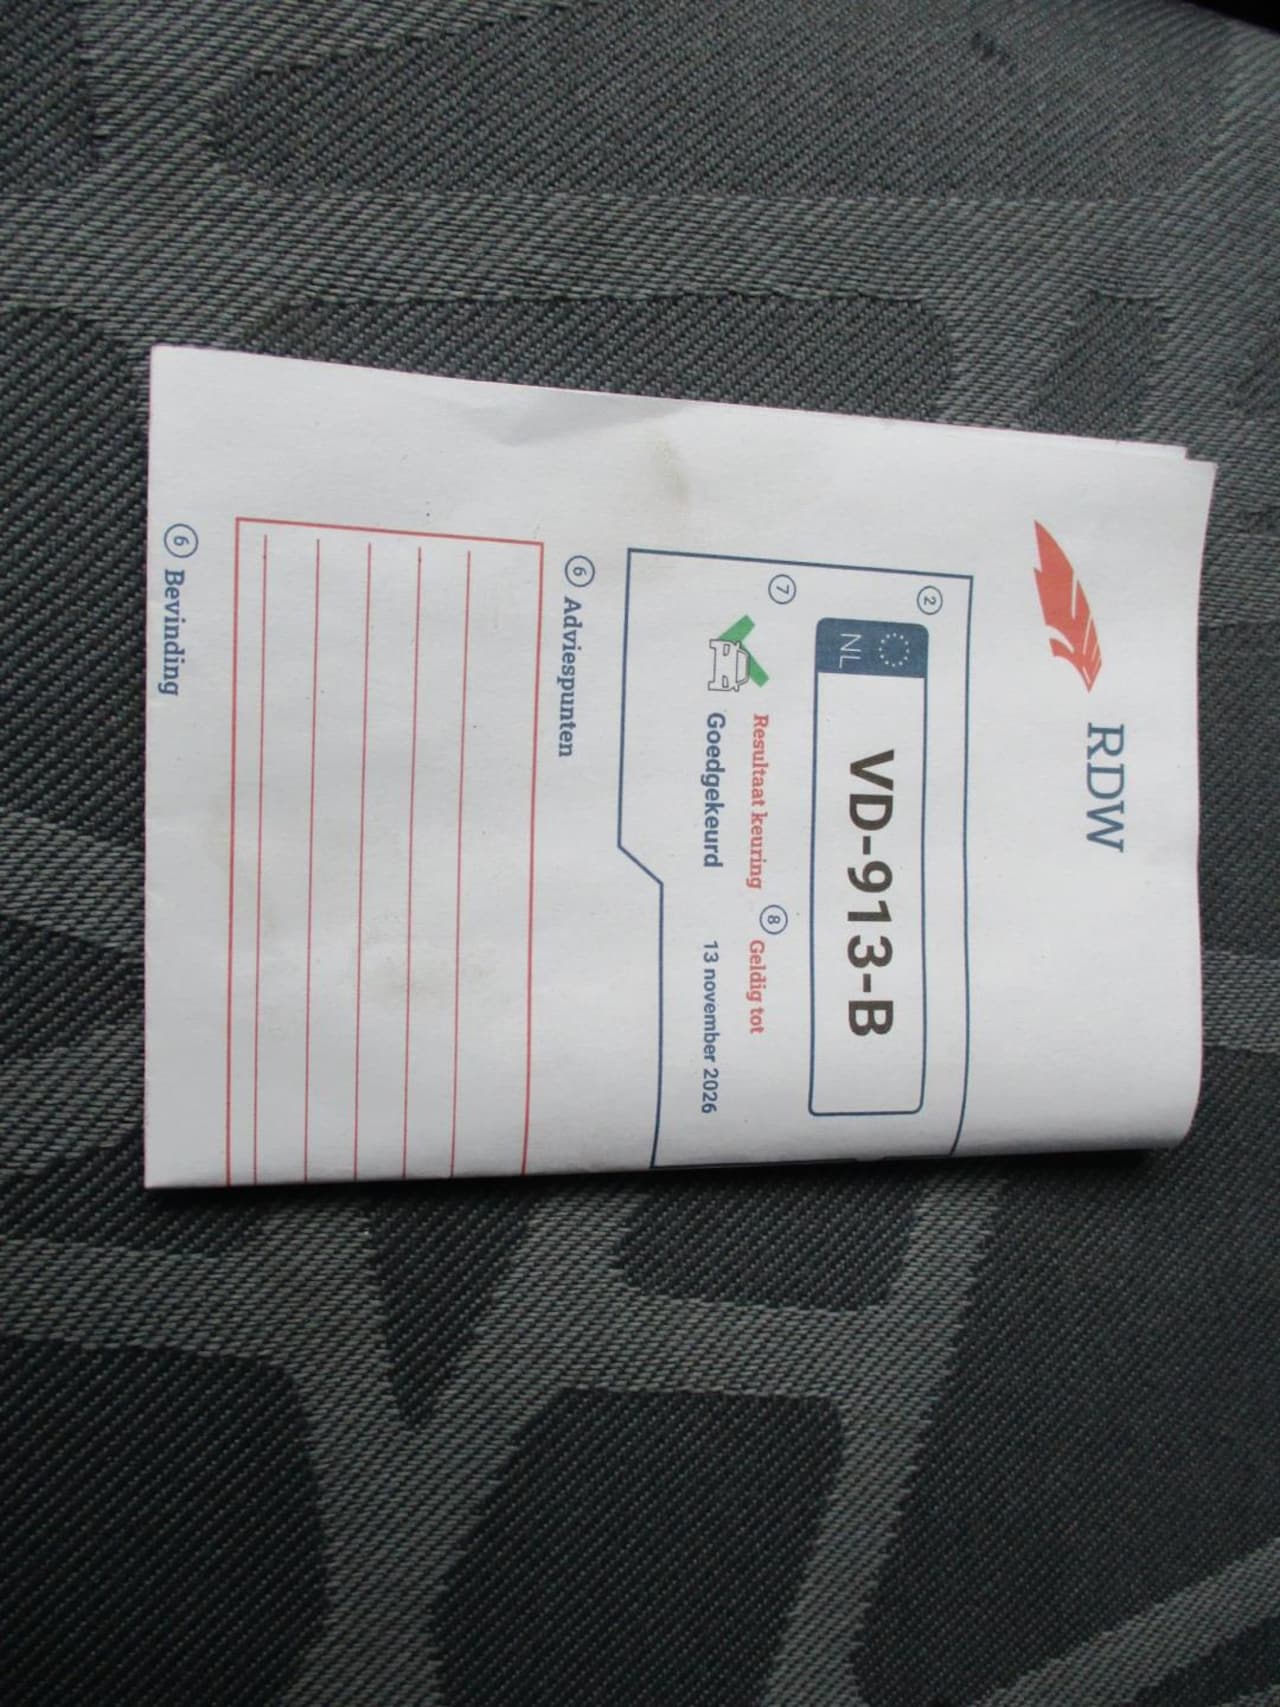 RDW
2
NL VD-913-B
7 Resultaat keuring 8 Geldig tot
Goedgekeurd 13 november 2026
6 Adviespunten
6 Bevinding